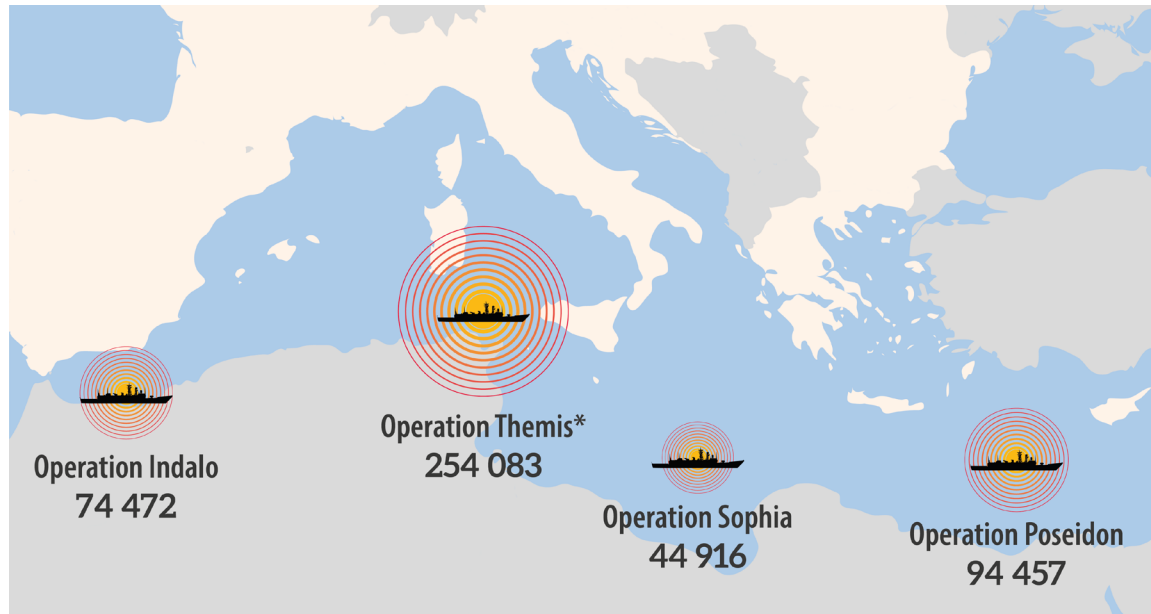 Operation Indalo
74 472
Operation Themis*
254 083
Operation Sophia
44 916
Operation Poseidon
94 457